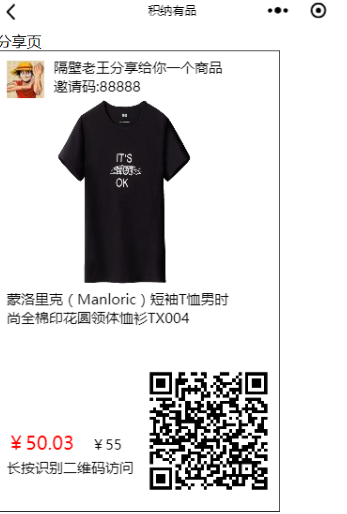 积纳有品
分享页
隔壁老王分享给你一个商品
邀请码:88888
IT'S
OK
蒙洛里克（Manloric）短袖T恤男时
尚全棉印花圆领体恤衫TX004
￥50.03 ￥55
长按识别二维码访问